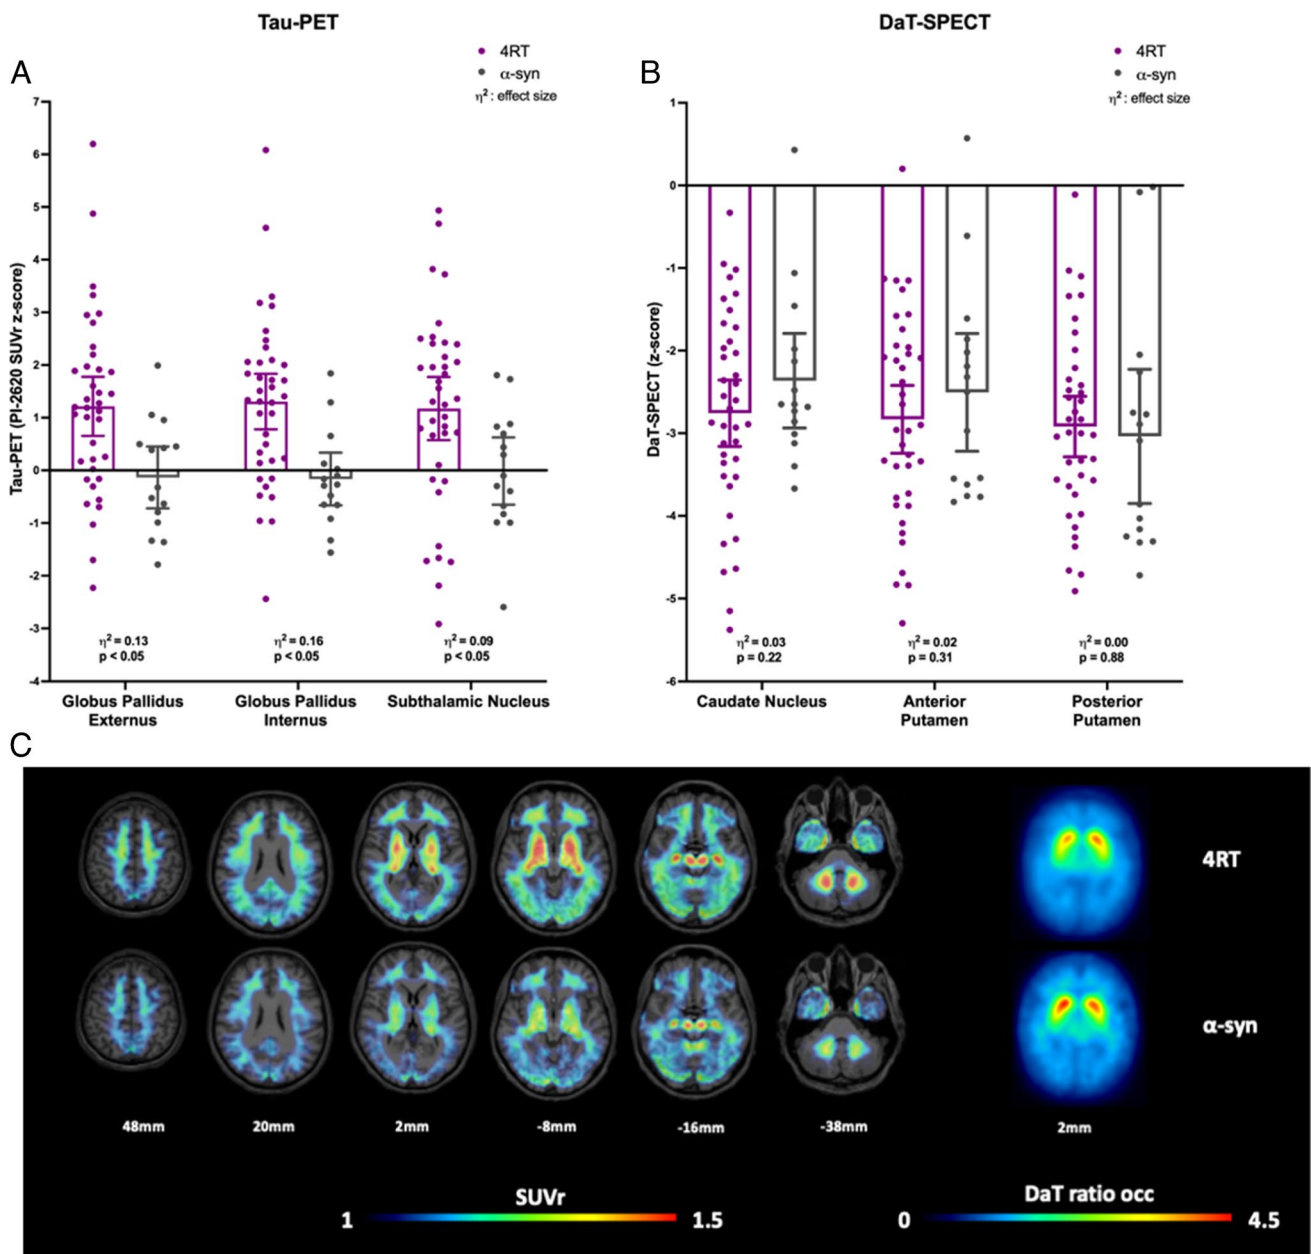 Tau-PET
DaT-SPECT
A
4RT
α-syn
η² : effect size
B
4RT
α-syn
η² : effect size
Tau-PET (PI-2620 SUVr z-score)
7
6
5
4
3
2
1
0
-1
-2
-3
-4
η² = 0.13
p < 0.05
η² = 0.16
p < 0.05
η² = 0.09
p < 0.05
Globus Pallidus
Externus
Globus Pallidus
Internus
Subthalamic Nucleus
DaT-SPECT (z-score)
1
0
-1
-2
-3
-4
-5
-6
η² = 0.03
p = 0.22
η² = 0.02
p = 0.31
η² = 0.00
p = 0.88
Caudate Nucleus
Anterior
Putamen
Posterior
Putamen
C
4RT
α-syn
48mm 20mm 2mm -8mm -16mm -38mm 2mm
SUVr
1 1.5
DaT ratio occ
0 4.5